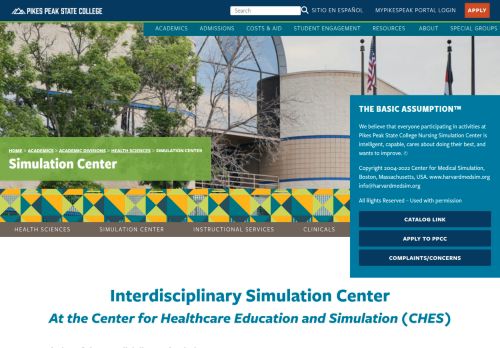 PIKES PEAK STATE COLLEGE
Search
SITIO EN ESPAÑOL
MYPIKESPEAK PORTAL LOGIN
APPLY
ACADEMICS ADMISSIONS COSTS & AID STUDENT ENGAGEMENT RESOURCES ABOUT SPECIAL GROUPS
HOME > ACADEMICS > ACADEMIC DIVISIONS > HEALTH SCIENCES > SIMULATION CENTER
Simulation Center
THE BASIC ASSUMPTION™
We believe that everyone participating in activities at
Pikes Peak State College Nursing Simulation Center is
intelligent, capable, cares about doing their best, and
wants to improve. ©
Copyright 2004-2022 Center for Medical Simulation,
Boston, Massachusetts, USA. www.harvardmedsim.org
info@harvardmedsim.org
All Rights Reserved – Used with permission
CATALOG LINK
APPLY TO PPCC
COMPLAINTS/CONCERNS
HEALTH SCIENCES SIMULATION CENTER INSTRUCTIONAL SERVICES CLINICALS
Interdisciplinary Simulation Center
At the Center for Healthcare Education and Simulation (CHES)